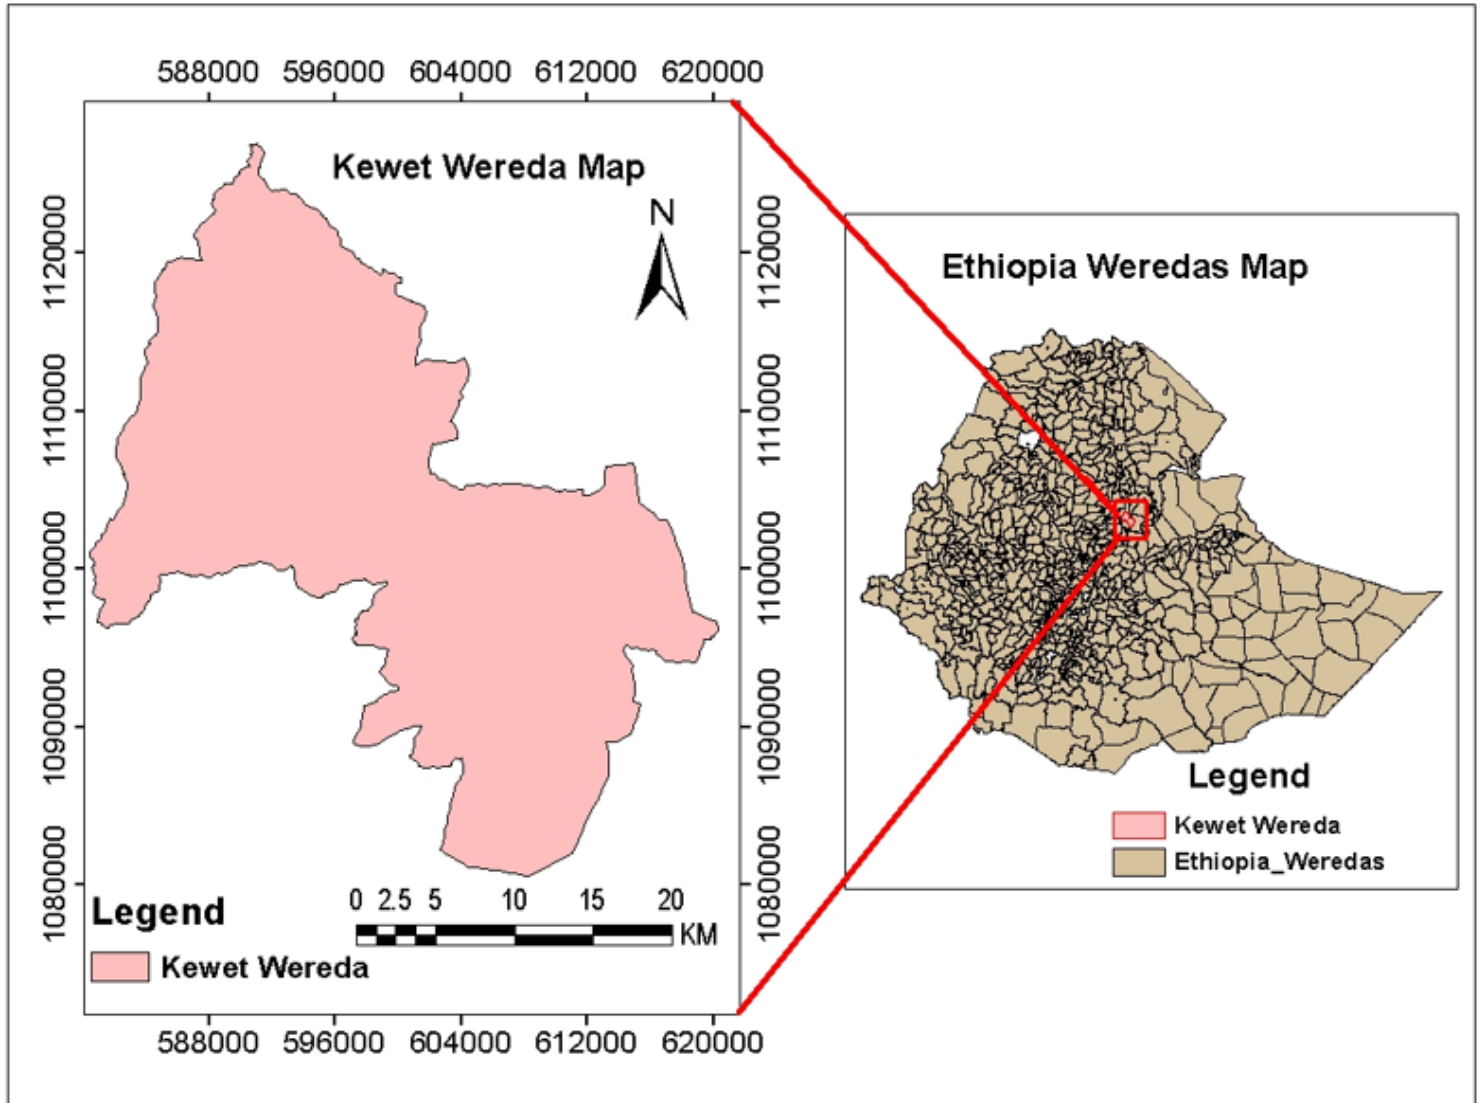 588000 596000 604000 612000 620000
Kewet Wereda Map
N
1120000
1110000
1100000
1090000
1080000
1120000
1110000
1100000
1090000
1080000
Legend
Kewet Wereda
0 2.5 5 10 15 20
KM
588000 596000 604000 612000 620000
Ethiopia Weredas Map
Legend
Kewet Wereda
Ethiopia_Weredas